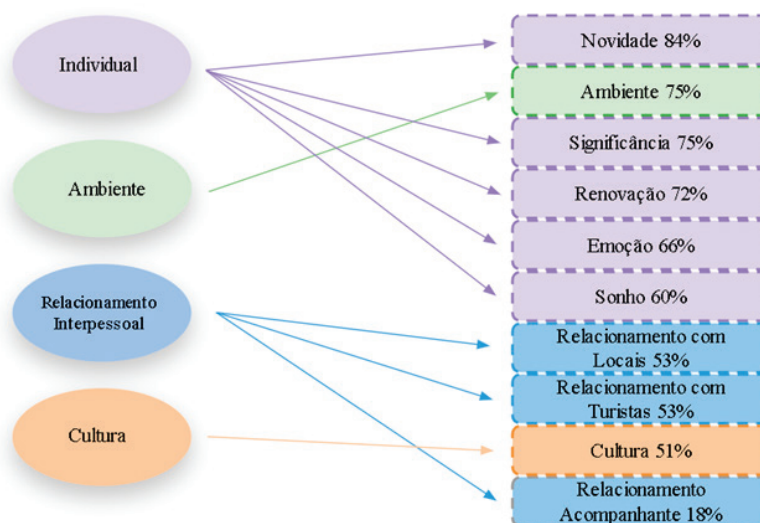 Individual
Ambiente
Relacionamento
Interpessoal
Cultura
Novidade 84%
Ambiente 75%
Significância 75%
Renovação 72%
Emoção 66%
Sonho 60%
Relacionamento com
Locais 53%
Relacionamento com
Turistas 53%
Cultura 51%
Relacionamento
Acompanhante 18%